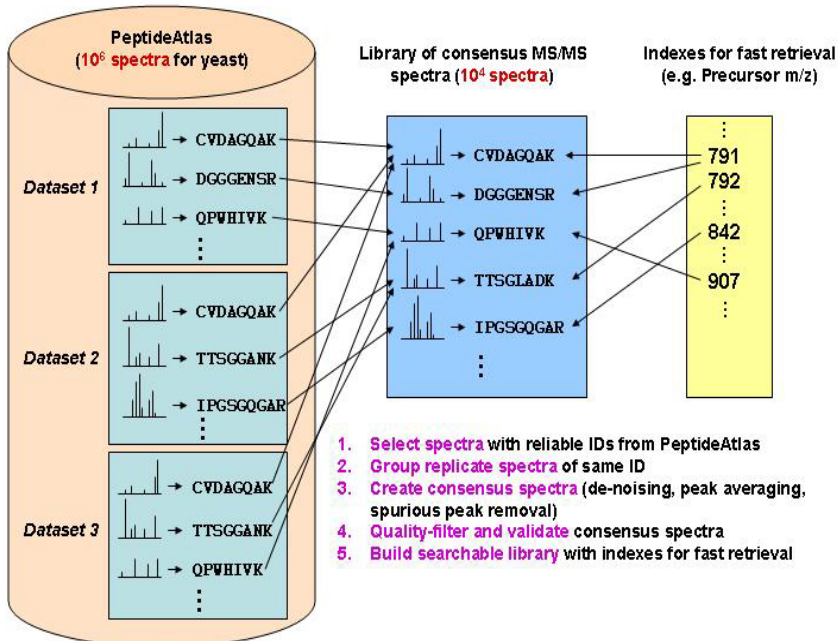 PeptideAtlas
(10⁶ spectra for yeast)
Dataset 1
CVDAGQAK
DGGGENSR
QPWHIVK
Dataset 2
CVDAGQAK
TTSGGANK
IPGSGQGAR
Dataset 3
CVDAGQAK
TTSGGANK
QPWHIVK
Library of consensus MS/MS
spectra (10⁴ spectra)
CVDAGQAK
DGGGENSR
QPWHIVK
TTSGLADK
IPGSGQGAR
Indexes for fast retrieval
(e.g. Precursor m/z)
791
792
842
907
1. Select spectra with reliable IDs from PeptideAtlas
2. Group replicate spectra of same ID
3. Create consensus spectra (de-noising, peak averaging,
spurious peak removal)
4. Quality-filter and validate consensus spectra
5. Build searchable library with indexes for fast retrieval